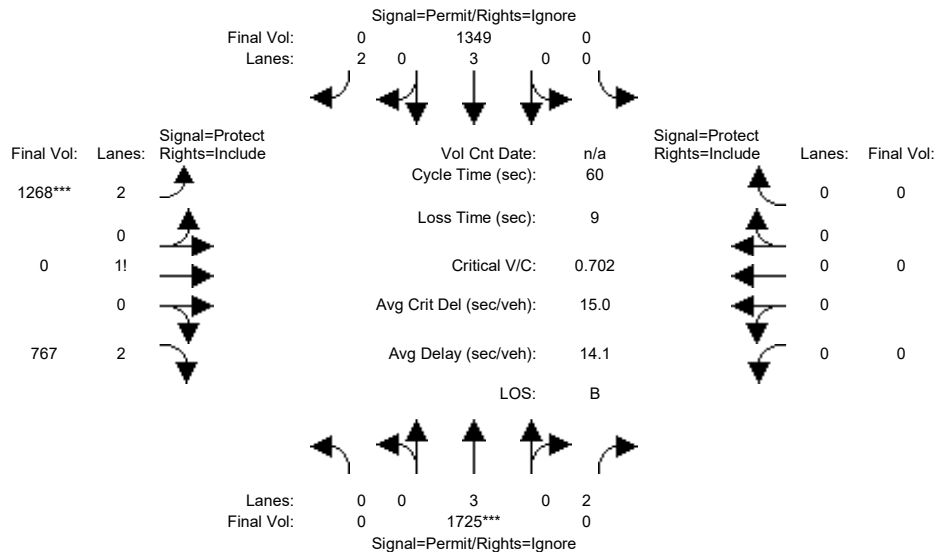 Signal=Permit/Rights=Ignore
Final Vol: 0 1349 0
Lanes: 2 0 3 0 0
Signal=Protect
Final Vol: Lanes: Rights=Include
Vol Cnt Date: n/a
Signal=Protect
Rights=Include Lanes: Final Vol:
Cycle Time (sec): 60
1268*** 2
0 0
Loss Time (sec): 9
0
0
0 1!
Critical V/C: 0.702
0 0
0
Avg Crit Del (sec/veh): 15.0
0
767 2
Avg Delay (sec/veh): 14.1
0 0
LOS: B
Lanes: 0 0 3 0 2
Final Vol: 0 1725*** 0
Signal=Permit/Rights=Ignore